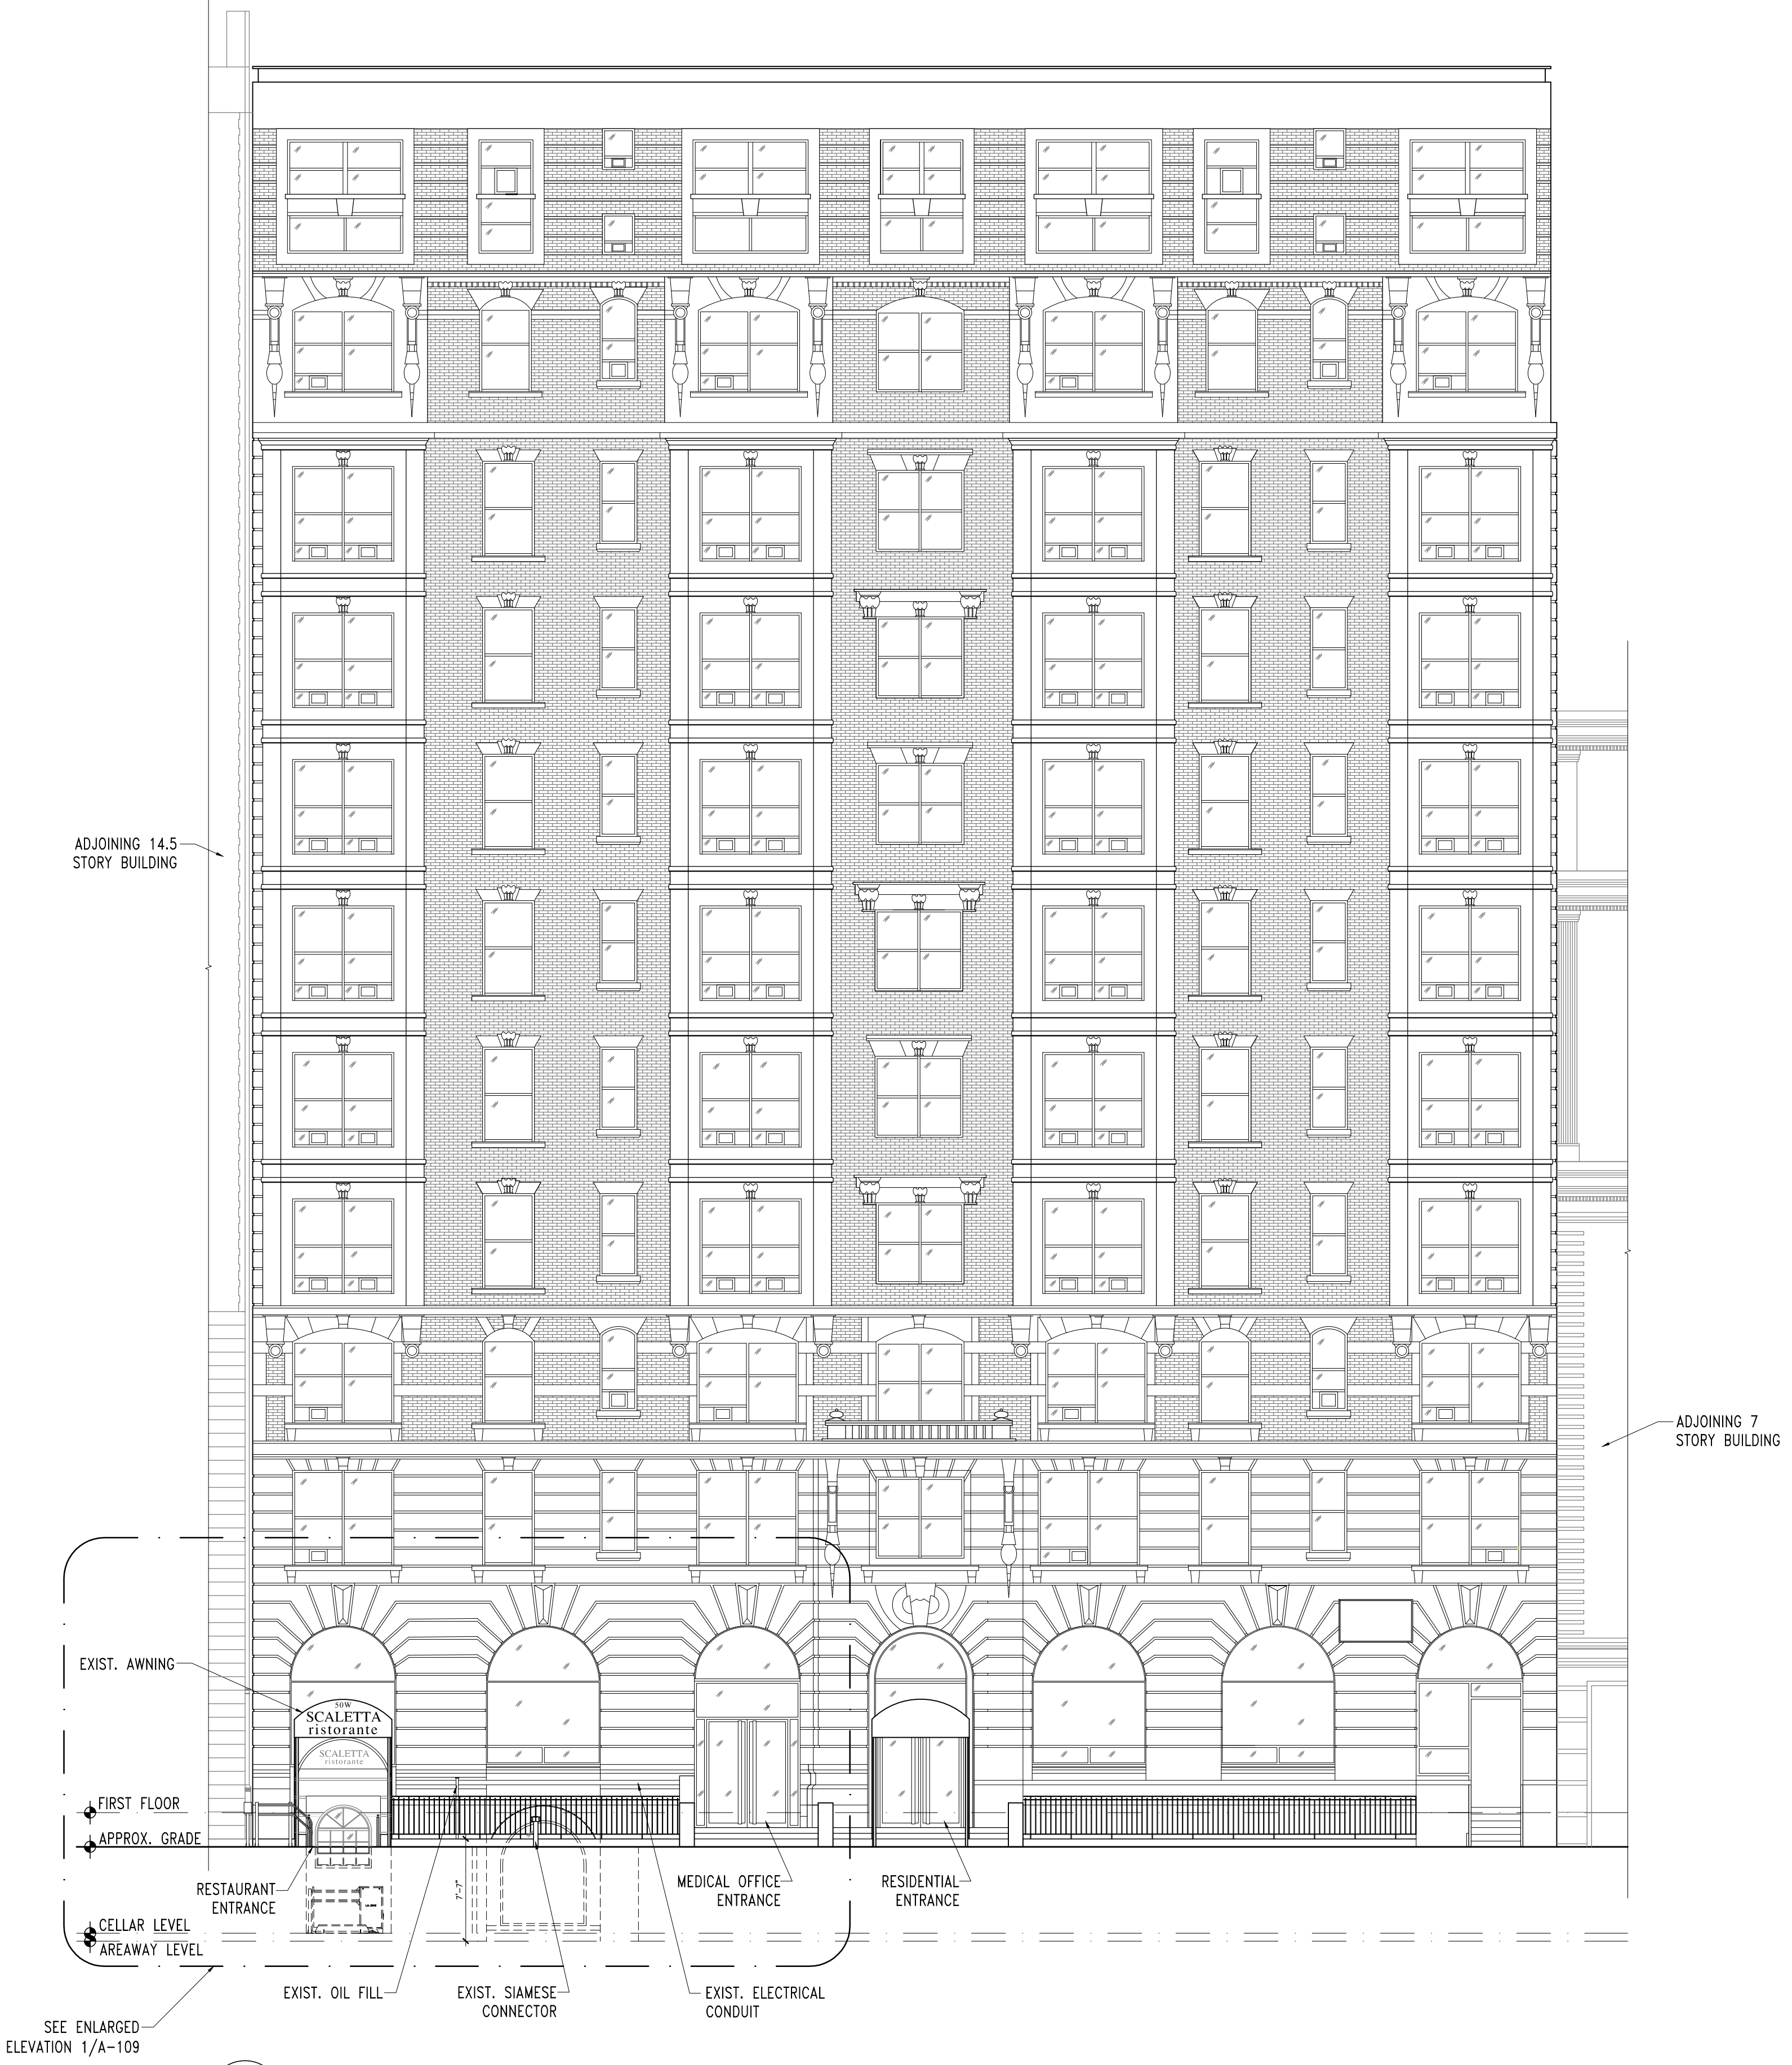 ADJOINING 14.5
STORY BUILDING
ADJOINING 7
STORY BUILDING
EXIST. AWNING
50W
SCALETTA
ristorante
SCALETTA
ristorante
FIRST FLOOR
APPROX. GRADE
RESTAURANT
ENTRANCE
7'-7"
MEDICAL OFFICE
ENTRANCE
RESIDENTIAL
ENTRANCE
CELLAR LEVEL
AREAWAY LEVEL
EXIST. OIL FILL
EXIST. SIAMESE
CONNECTOR
EXIST. ELECTRICAL
CONDUIT
SEE ENLARGED
ELEVATION 1/A-109